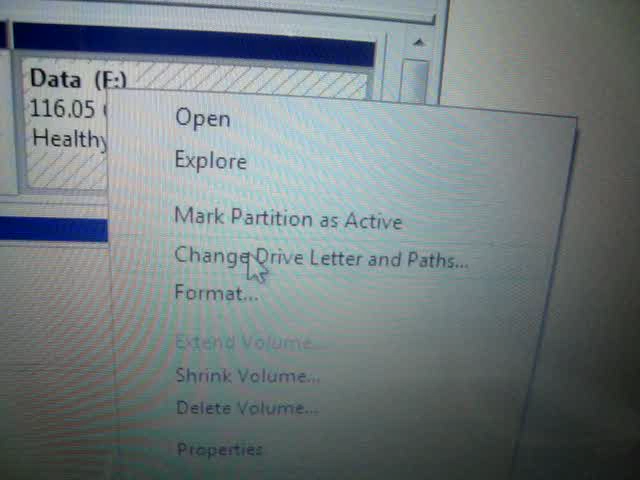 Data (F:)
116.05
Healthy
Open
Explore
Mark Partition as Active
Change Drive Letter and Paths...
Format...
Extend Volume...
Shrink Volume...
Delete Volume...
Properties